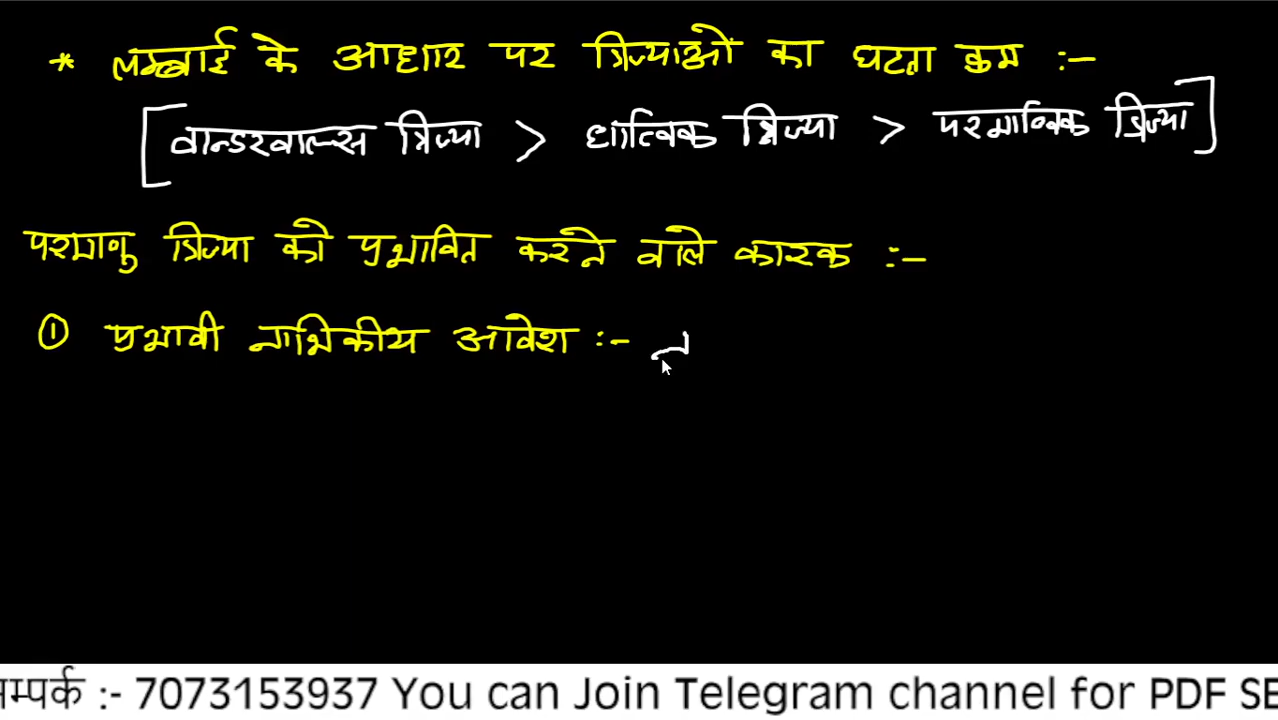 * लम्बाई के आधार पर त्रिज्याओं का घटता क्रम :-
[वान्डरवाल्स त्रिज्या > धात्विक त्रिज्या > परमाण्विक त्रिज्या]
परमाणु त्रिज्या को प्रभावित करने वाले कारक :-
① प्रभावी नाभिकीय आवेश :-
सम्पर्क :- 7073153937 You can Join Telegram channel for PDF SE